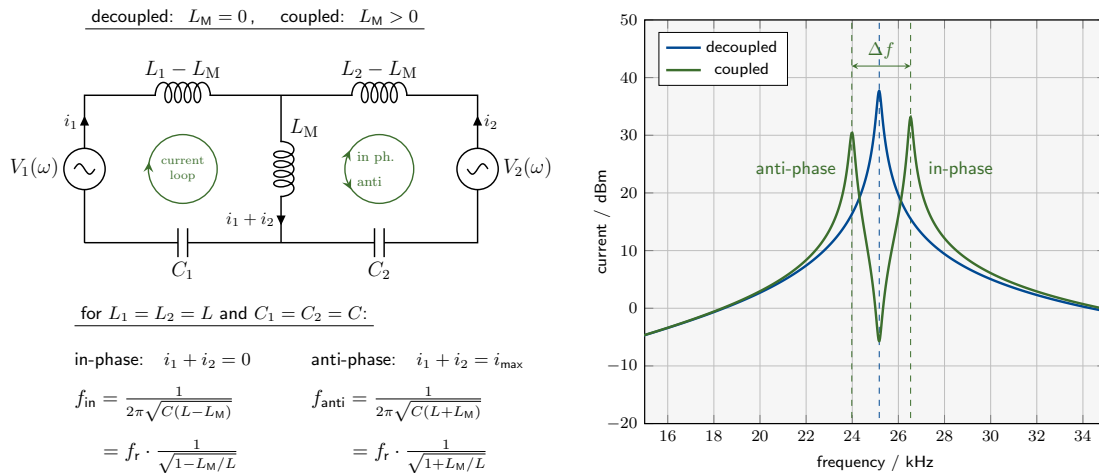 decoupled: L_M = 0, coupled: L_M > 0
L_1 − L_M
L_2 − L_M
i_1
L_M
i_2
V_1(ω)
current
loop
in ph.
anti
V_2(ω)
i_1 + i_2
C_1
C_2
for L_1 = L_2 = L and C_1 = C_2 = C:
in-phase: i_1 + i_2 = 0
anti-phase: i_1 + i_2 = i_max
f_in = 1/(2π√(C(L−L_M)))
f_anti = 1/(2π√(C(L+L_M)))
= f_r · 1/√(1−L_M/L)
= f_r · 1/√(1+L_M/L)
decoupled
coupled
Δf
anti-phase
in-phase
current / dBm
50
40
30
20
10
0
−10
−20
16 18 20 22 24 26 28 30 32 34
frequency / kHz